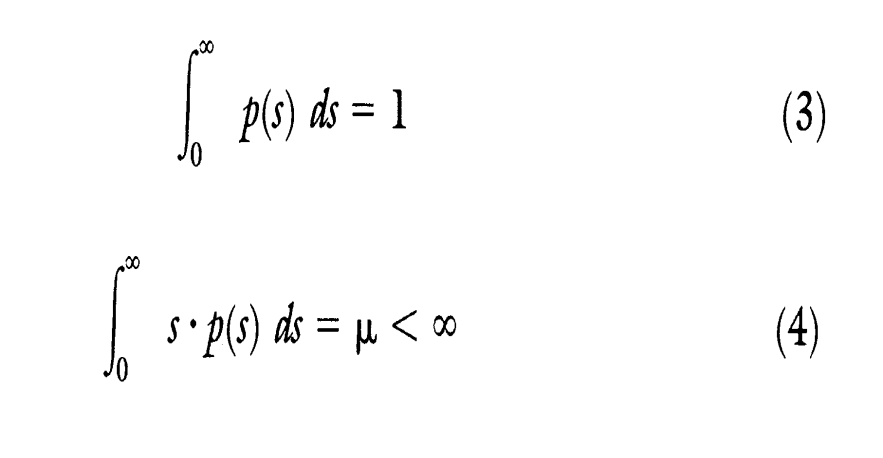 ∫₀^∞ p(s) ds = 1 (3)
∫₀^∞ s · p(s) ds = μ < ∞ (4)